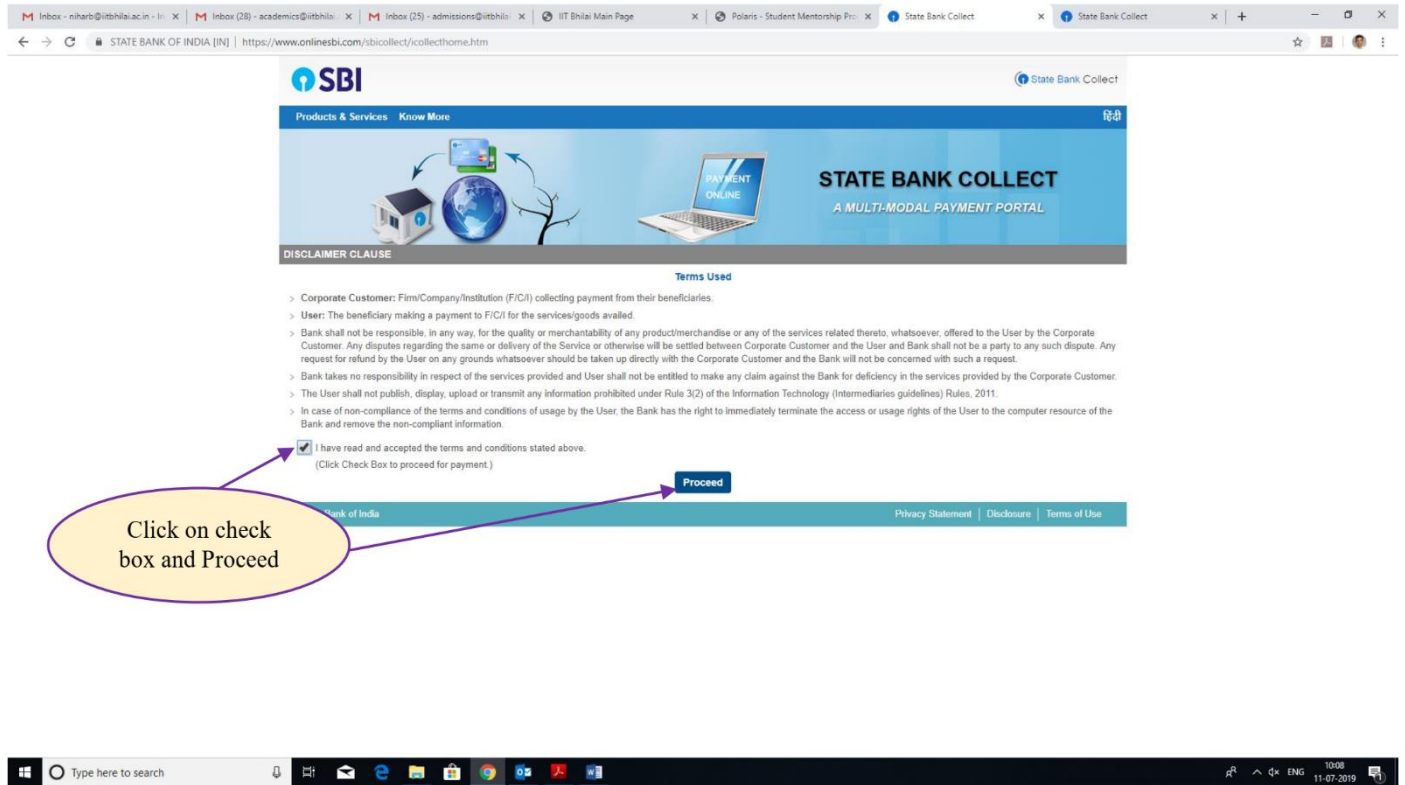 Inbox - niharb@iitbhilai.ac.in - In
Inbox (28) - academics@iitbhilai
Inbox (25) - admissions@iitbhilai
IIT Bhilai Main Page
Polaris - Student Mentorship Pro
State Bank Collect
State Bank Collect
STATE BANK OF INDIA [IN] | https://www.onlinesbi.com/sbicollect/icollecthome.htm
SBI
State Bank Collect
Products & Services Know More
हिंदी
PAYMENT
ONLINE
STATE BANK COLLECT
A MULTI-MODAL PAYMENT PORTAL
DISCLAIMER CLAUSE
Terms Used
> Corporate Customer: Firm/Company/Institution (F/C/I) collecting payment from their beneficiaries.
> User: The beneficiary making a payment to F/C/I for the services/goods availed.
> Bank shall not be responsible, in any way, for the quality or merchantability of any product/merchandise or any of the services related thereto, whatsoever, offered to the User by the Corporate
Customer. Any disputes regarding the same or delivery of the Service or otherwise will be settled between Corporate Customer and the User and Bank shall not be a party to any such dispute. Any
request for refund by the User on any grounds whatsoever should be taken up directly with the Corporate Customer and the Bank will not be concerned with such a request.
> Bank takes no responsibility in respect of the services provided and User shall not be entitled to make any claim against the Bank for deficiency in the services provided by the Corporate Customer.
> The User shall not publish, display, upload or transmit any information prohibited under Rule 3(2) of the Information Technology (Intermediaries guidelines) Rules, 2011.
> In case of non-compliance of the terms and conditions of usage by the User, the Bank has the right to immediately terminate the access or usage rights of the User to the computer resource of the
Bank and remove the non-compliant information.
I have read and accepted the terms and conditions stated above.
(Click Check Box to proceed for payment.)
Proceed
Bank of India
Privacy Statement | Disclosure | Terms of Use
Click on check
box and Proceed
Type here to search
ENG
10:08
11-07-2019